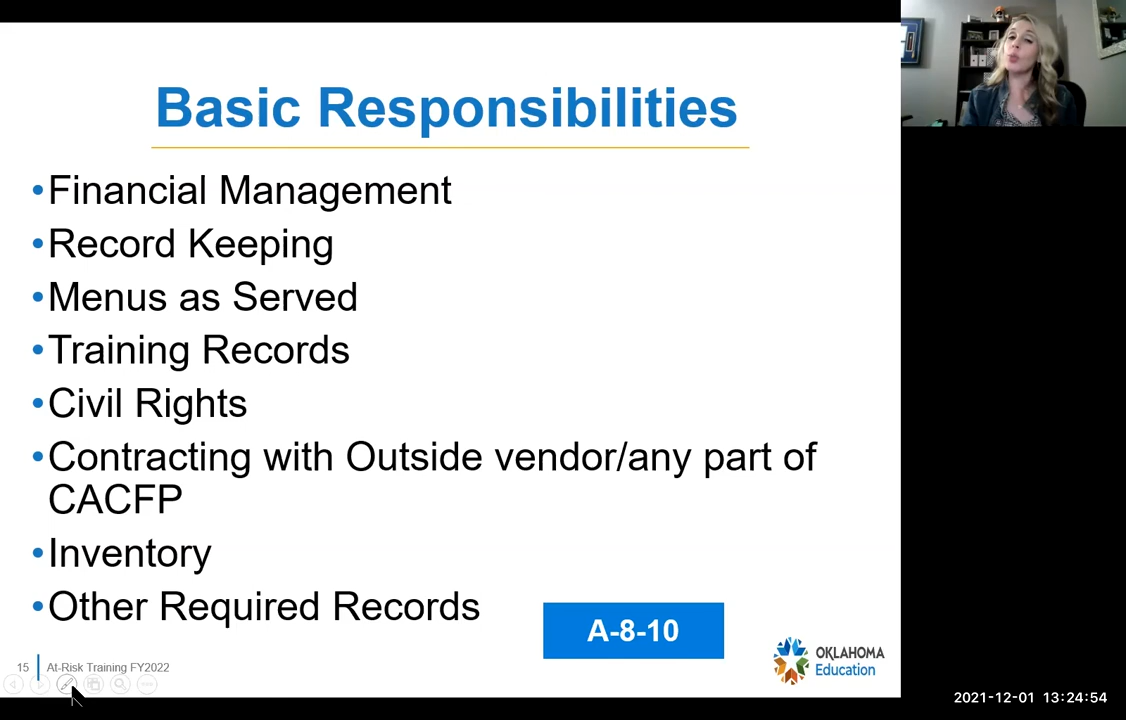 Basic Responsibilities
•Financial Management
•Record Keeping
•Menus as Served
•Training Records
•Civil Rights
•Contracting with Outside vendor/any part of
CACFP
•Inventory
•Other Required Records
A-8-10
OKLAHOMA
Education
15
At-Risk Training FY2022
2021-12-01 13:24:54